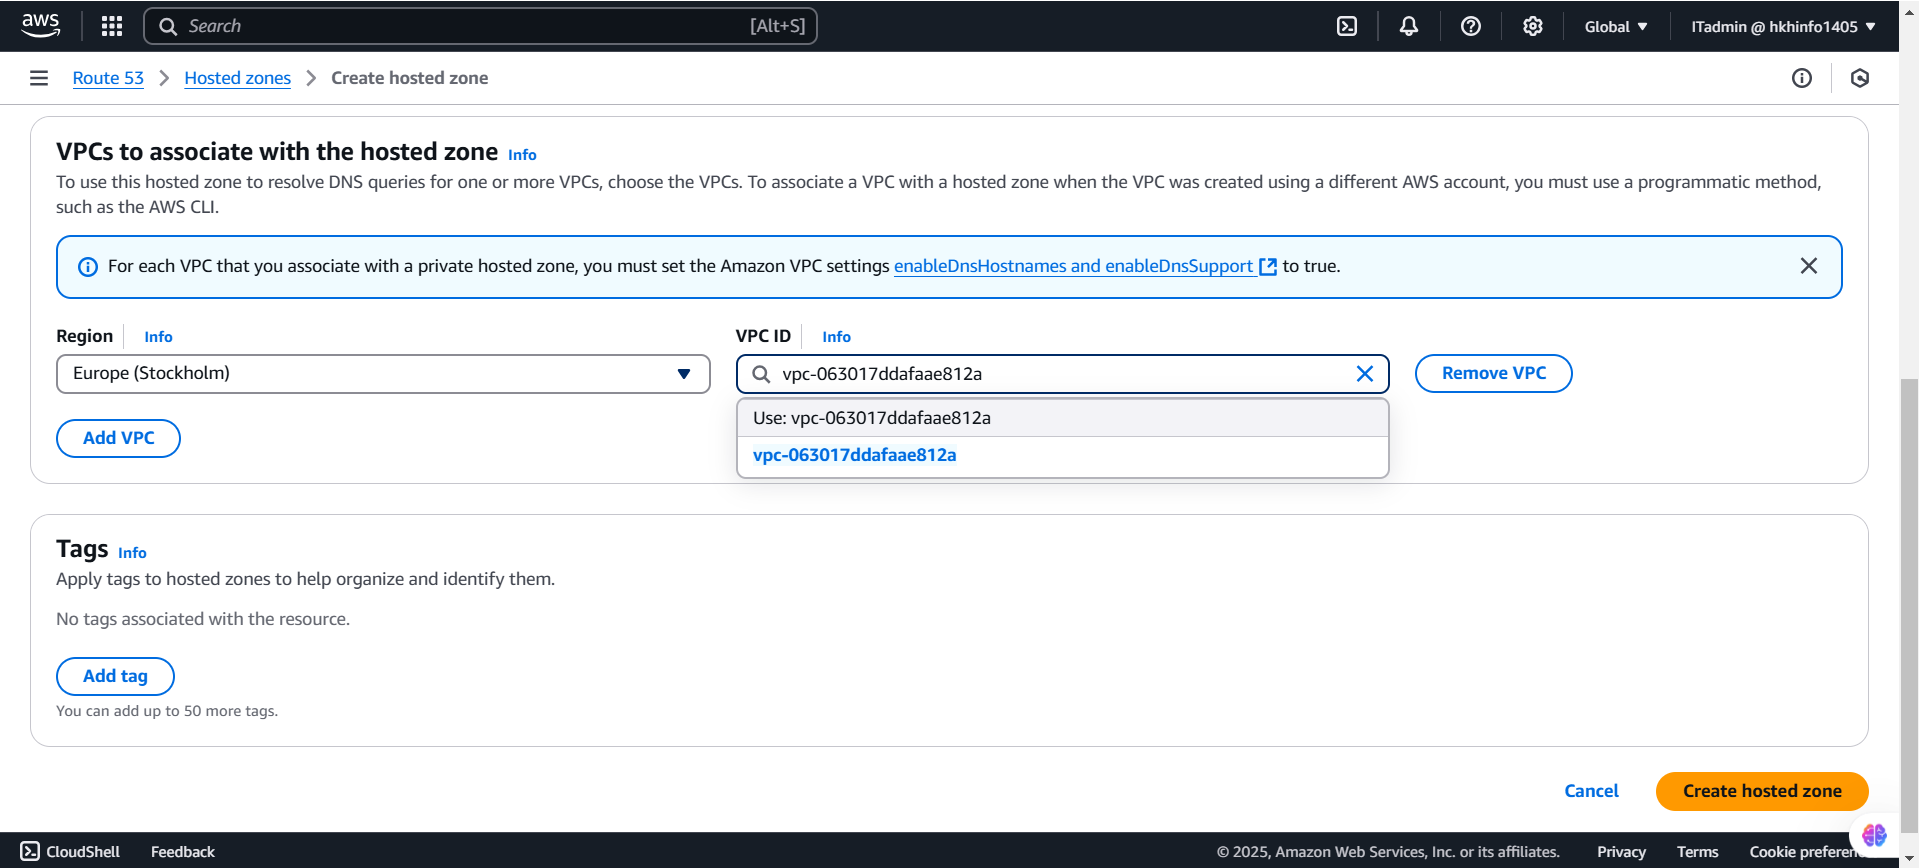 aws
Search [Alt+S]
Global
ITadmin @ hkhinfo1405
Route 53
Hosted zones
Create hosted zone
VPCs to associate with the hosted zone Info
To use this hosted zone to resolve DNS queries for one or more VPCs, choose the VPCs. To associate a VPC with a hosted zone when the VPC was created using a different AWS account, you must use a programmatic method,
such as the AWS CLI.
For each VPC that you associate with a private hosted zone, you must set the Amazon VPC settings enableDnsHostnames and enableDnsSupport to true.
Region Info
VPC ID Info
Europe (Stockholm)
vpc-063017ddafaae812a
Remove VPC
Use: vpc-063017ddafaae812a
vpc-063017ddafaae812a
Add VPC
Tags Info
Apply tags to hosted zones to help organize and identify them.
No tags associated with the resource.
Add tag
You can add up to 50 more tags.
Cancel
Create hosted zone
CloudShell
Feedback
© 2025, Amazon Web Services, Inc. or its affiliates.
Privacy
Terms
Cookie